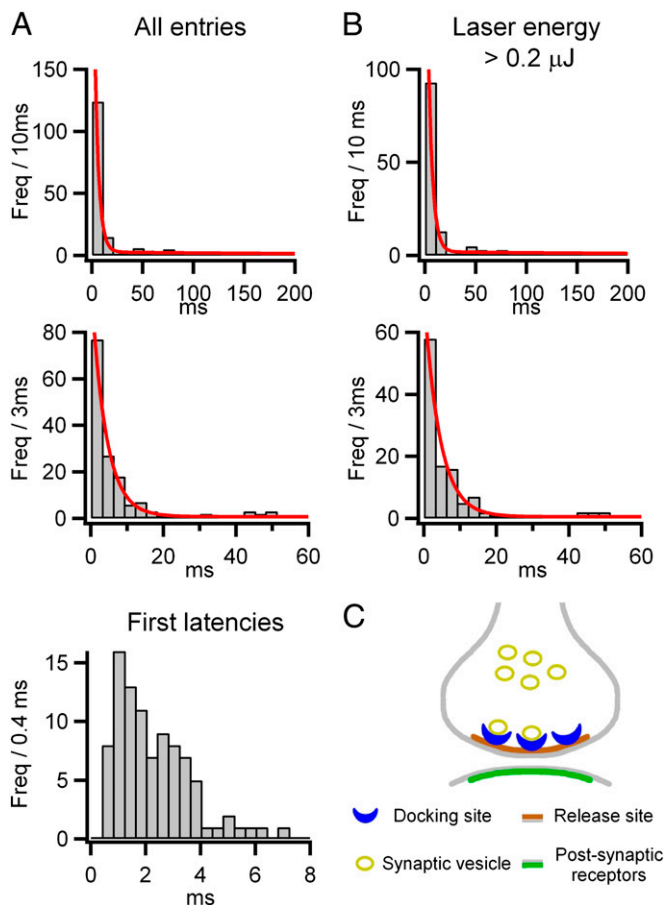 A
All entries
150
100
50
0
Freq / 10ms
0 50 100 150 200
ms
80
60
40
20
0
Freq / 3ms
0 20 40 60
ms
First latencies
15
10
5
0
Freq / 0.4 ms
0 2 4 6 8
ms
B
Laser energy
> 0.2 µJ
100
50
0
Freq / 10 ms
0 50 100 150 200
ms
80
60
40
20
0
Freq / 3ms
0 20 40 60
ms
C
Docking site
Release site
Synaptic vesicle
Post-synaptic
receptors